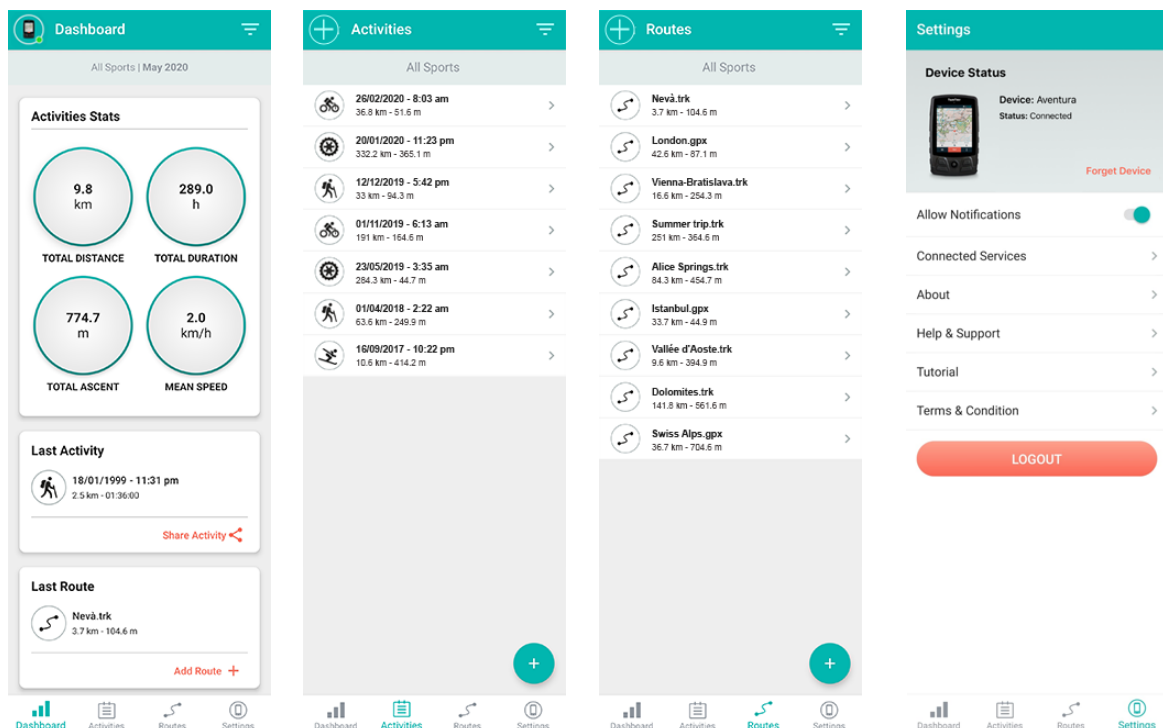 Dashboard
All Sports | May 2020
Activities Stats
9.8
km
289.0
h
TOTAL DISTANCE
TOTAL DURATION
774.7
m
2.0
km/h
TOTAL ASCENT
MEAN SPEED
Last Activity
18/01/1999 - 11:31 pm
2.5 km - 01:36:00
Share Activity
Last Route
Nevà.trk
3.7 km - 104.6 m
Add Route
Dashboard
Activities
Routes
Settings
Activities
All Sports
26/02/2020 - 8:03 am
36.8 km - 51.6 m
20/01/2020 - 11:23 pm
332.2 km - 365.1 m
12/12/2019 - 5:42 pm
33 km - 94.3 m
01/11/2019 - 6:13 am
191 km - 164.6 m
23/05/2019 - 3:35 am
284.3 km - 44.7 m
01/04/2018 - 2:22 am
63.6 km - 249.9 m
16/09/2017 - 10:22 pm
10.6 km - 414.2 m
Dashboard
Activities
Routes
Settings
Routes
All Sports
Nevà.trk
3.7 km - 104.6 m
London.gpx
42.6 km - 87.1 m
Vienna-Bratislava.trk
16.6 km - 254.3 m
Summer trip.trk
251 km - 364.6 m
Alice Springs.trk
84.3 km - 454.7 m
Istanbul.gpx
33.7 km - 44.9 m
Vallée d'Aoste.trk
9.6 km - 394.9 m
Dolomites.trk
141.8 km - 561.6 m
Swiss Alps.gpx
36.7 km - 704.6 m
Dashboard
Activities
Routes
Settings
Settings
Device Status
Device: Aventura
Status: Connected
Forget Device
Allow Notifications
Connected Services
About
Help & Support
Tutorial
Terms & Condition
LOGOUT
Dashboard
Activities
Routes
Settings